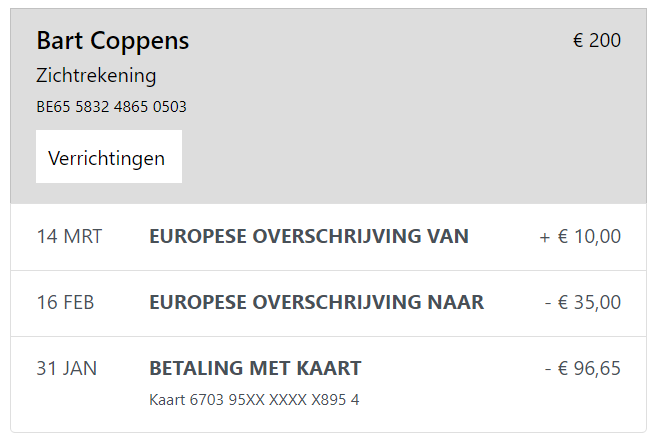 Bart Coppens € 200
Zichtrekening
BE65 5832 4865 0503
Verrichtingen
14 MRT EUROPESE OVERSCHRIJVING VAN + € 10,00
16 FEB EUROPESE OVERSCHRIJVING NAAR - € 35,00
31 JAN BETALING MET KAART - € 96,65
Kaart 6703 95XX XXXX X895 4